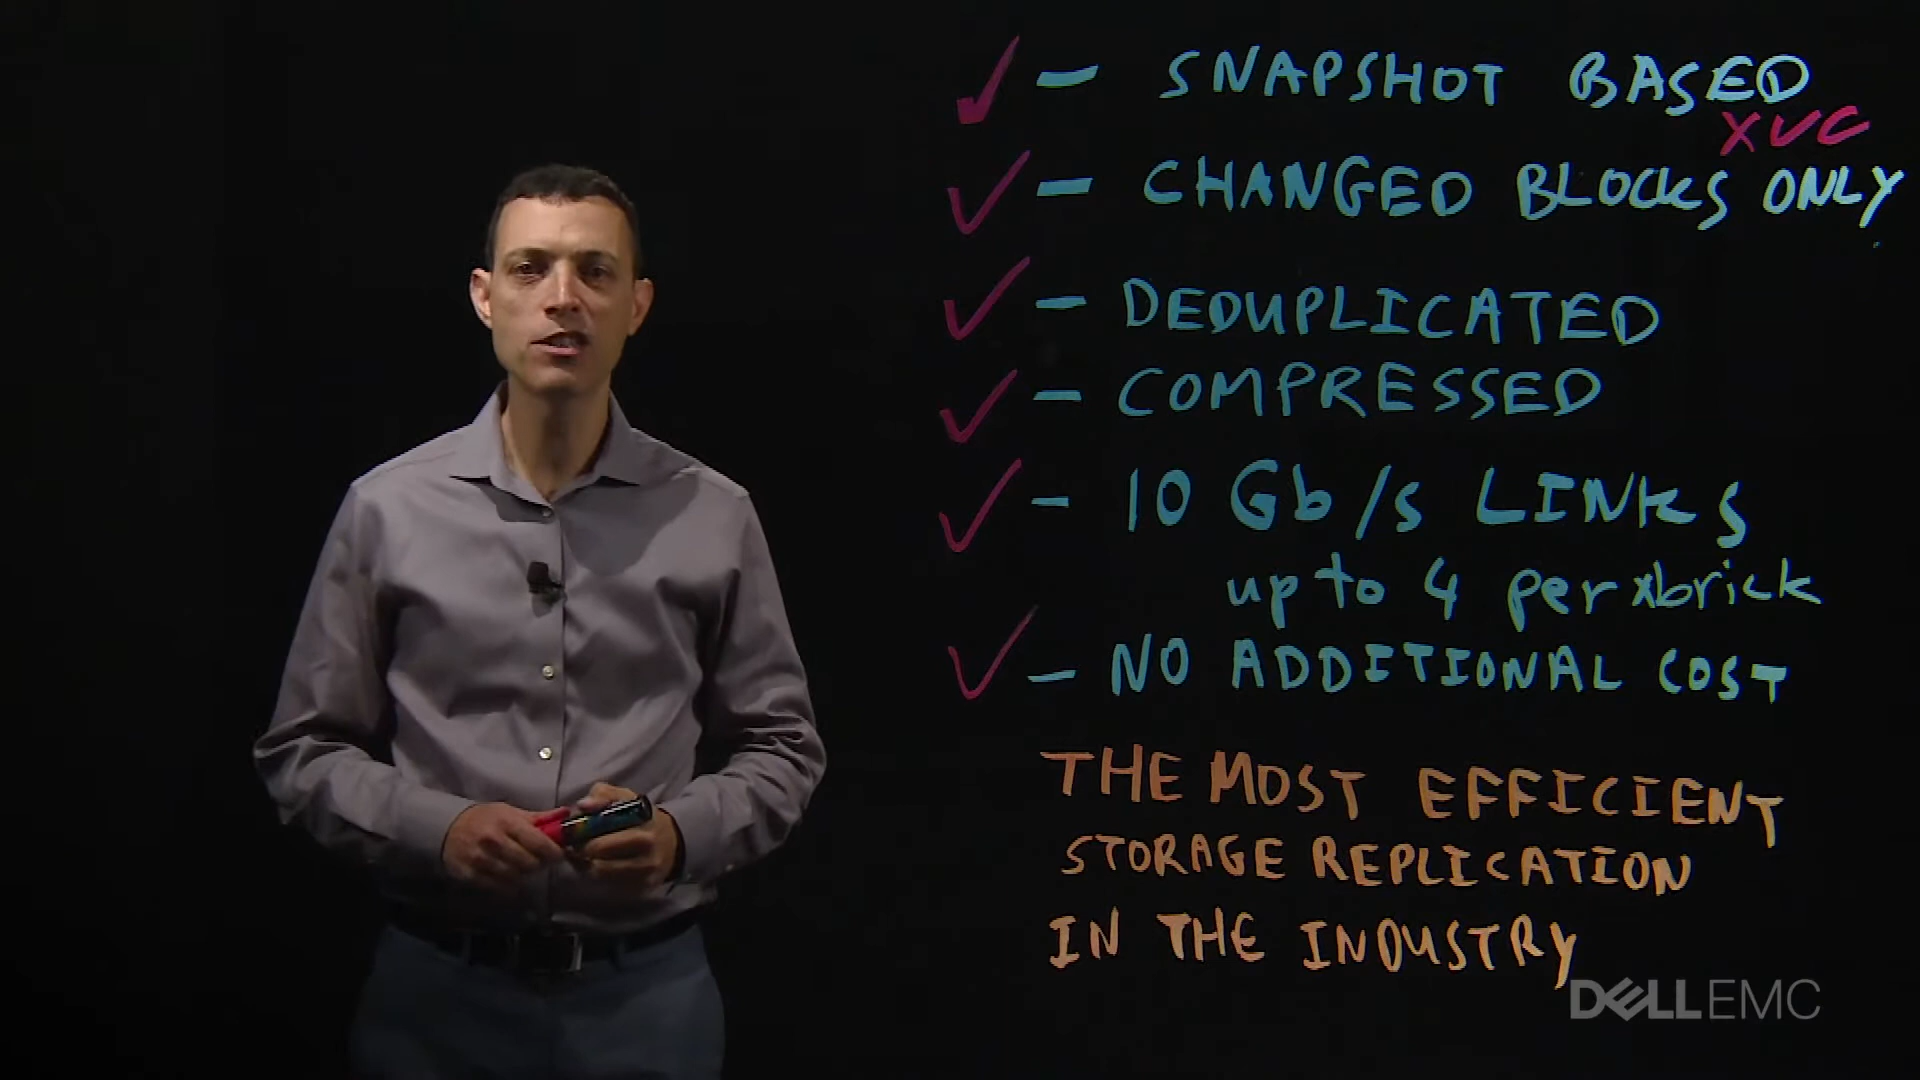 ✓ - SNAPSHOT BASED
XVC
✓ - CHANGED BLOCKS ONLY
✓ - DEDUPLICATED
✓ - COMPRESSED
✓ - 10 Gb/s LINKS
up to 4 per xbrick
✓ - NO ADDITIONAL COST
THE MOST EFFICIENT
STORAGE REPLICATION
IN THE INDUSTRY
DELLEMC